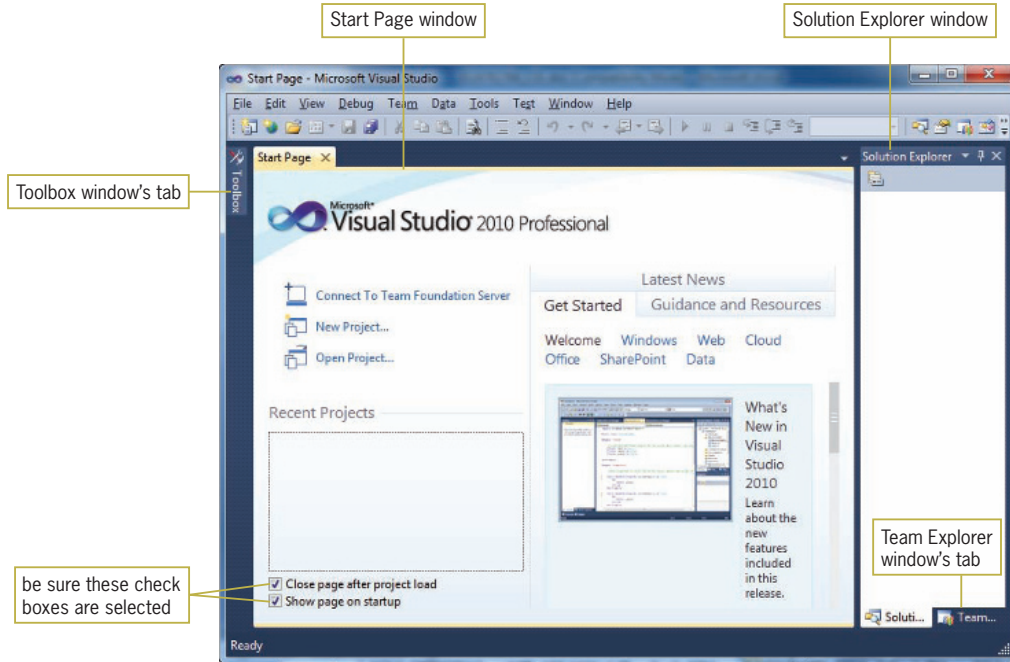 Start Page window
Solution Explorer window
Start Page - Microsoft Visual Studio
File Edit View Debug Team Data Tools Test Window Help
Toolbox
Start Page
Solution Explorer
Toolbox window's tab
Microsoft
Visual Studio 2010 Professional
Connect To Team Foundation Server
New Project...
Open Project...
Latest News
Get Started
Guidance and Resources
Welcome Windows Web Cloud
Office SharePoint Data
Recent Projects
What's
New in
Visual
Studio
2010
Learn
about the
new
features
included
in this
release.
Team Explorer
window's tab
be sure these check
boxes are selected
Close page after project load
Show page on startup
Soluti...
Team...
Ready